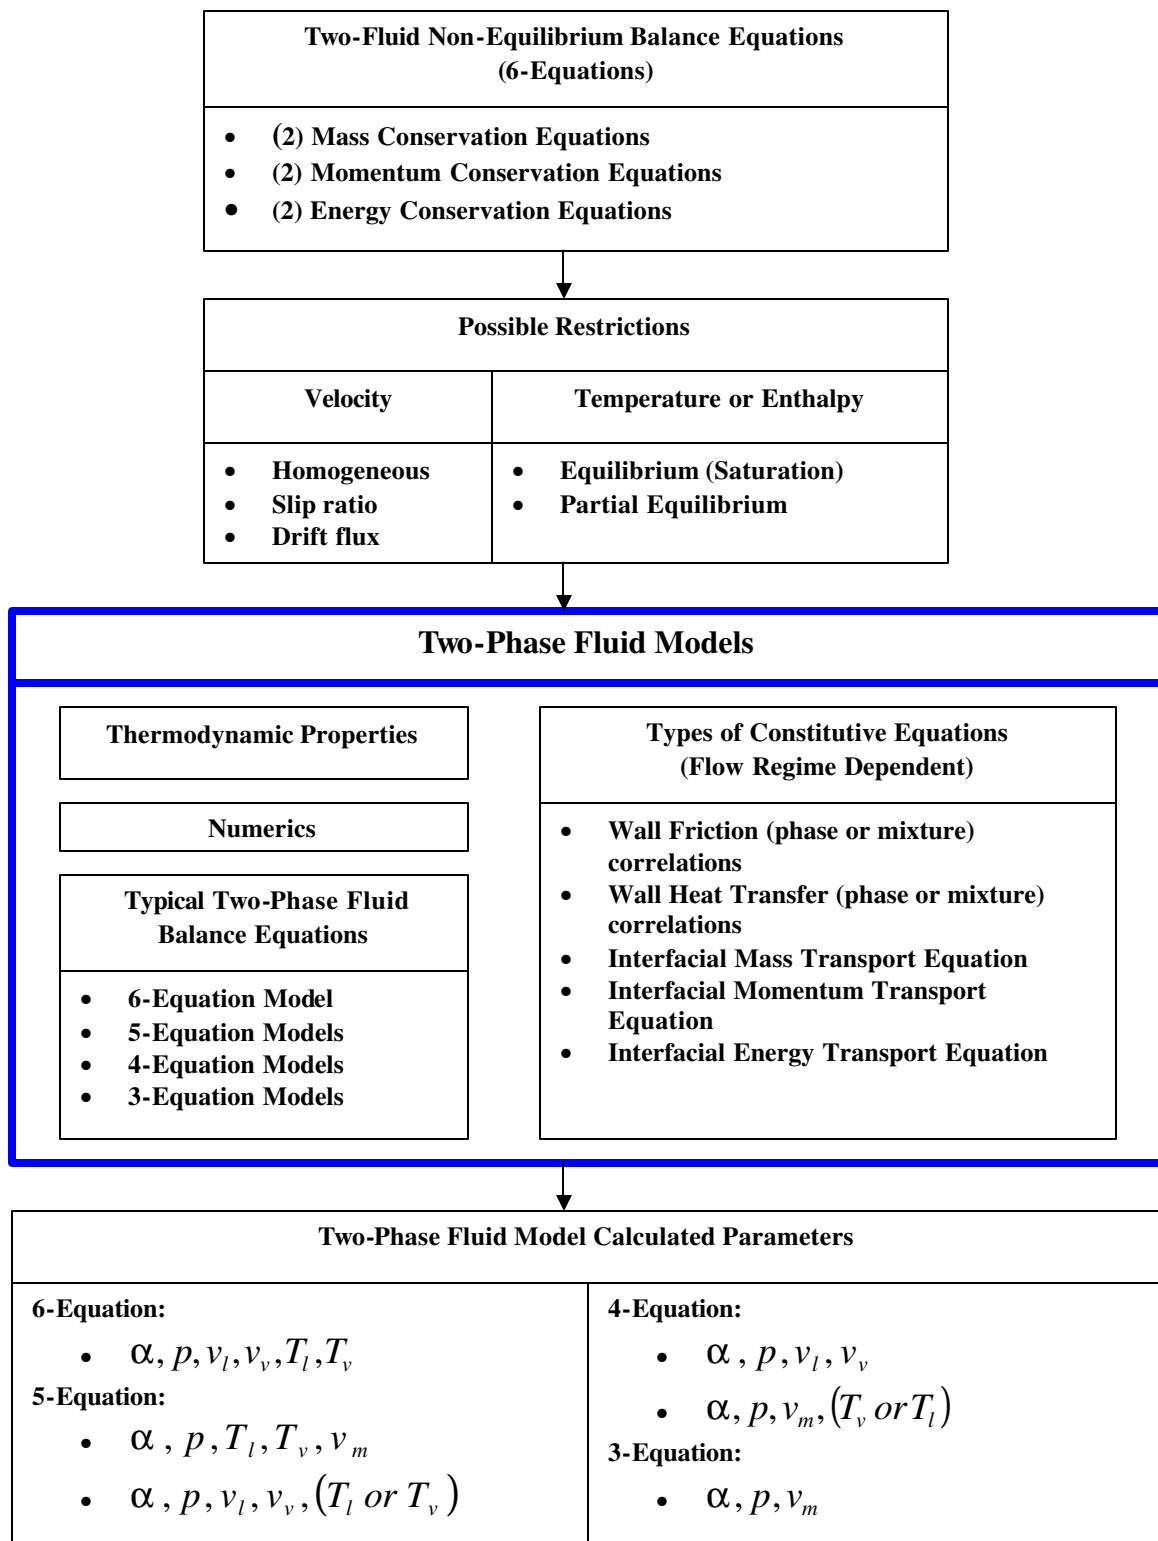 Two-Fluid Non-Equilibrium Balance Equations
(6-Equations)
• (2) Mass Conservation Equations
• (2) Momentum Conservation Equations
• (2) Energy Conservation Equations
Possible Restrictions
Velocity
• Homogeneous
• Slip ratio
• Drift flux
Temperature or Enthalpy
• Equilibrium (Saturation)
• Partial Equilibrium
Two-Phase Fluid Models
Thermodynamic Properties
Numerics
Typical Two-Phase Fluid
Balance Equations
• 6-Equation Model
• 5-Equation Models
• 4-Equation Models
• 3-Equation Models
Types of Constitutive Equations
(Flow Regime Dependent)
• Wall Friction (phase or mixture)
correlations
• Wall Heat Transfer (phase or mixture)
correlations
• Interfacial Mass Transport Equation
• Interfacial Momentum Transport
Equation
• Interfacial Energy Transport Equation
Two-Phase Fluid Model Calculated Parameters
6-Equation:
• α, p, v_l, v_v, T_l, T_v
5-Equation:
• α, p, T_l, T_v, v_m
• α, p, v_l, v_v, (T_l or T_v)
4-Equation:
• α, p, v_l, v_v
• α, p, v_m, (T_v or T_l)
3-Equation:
• α, p, v_m